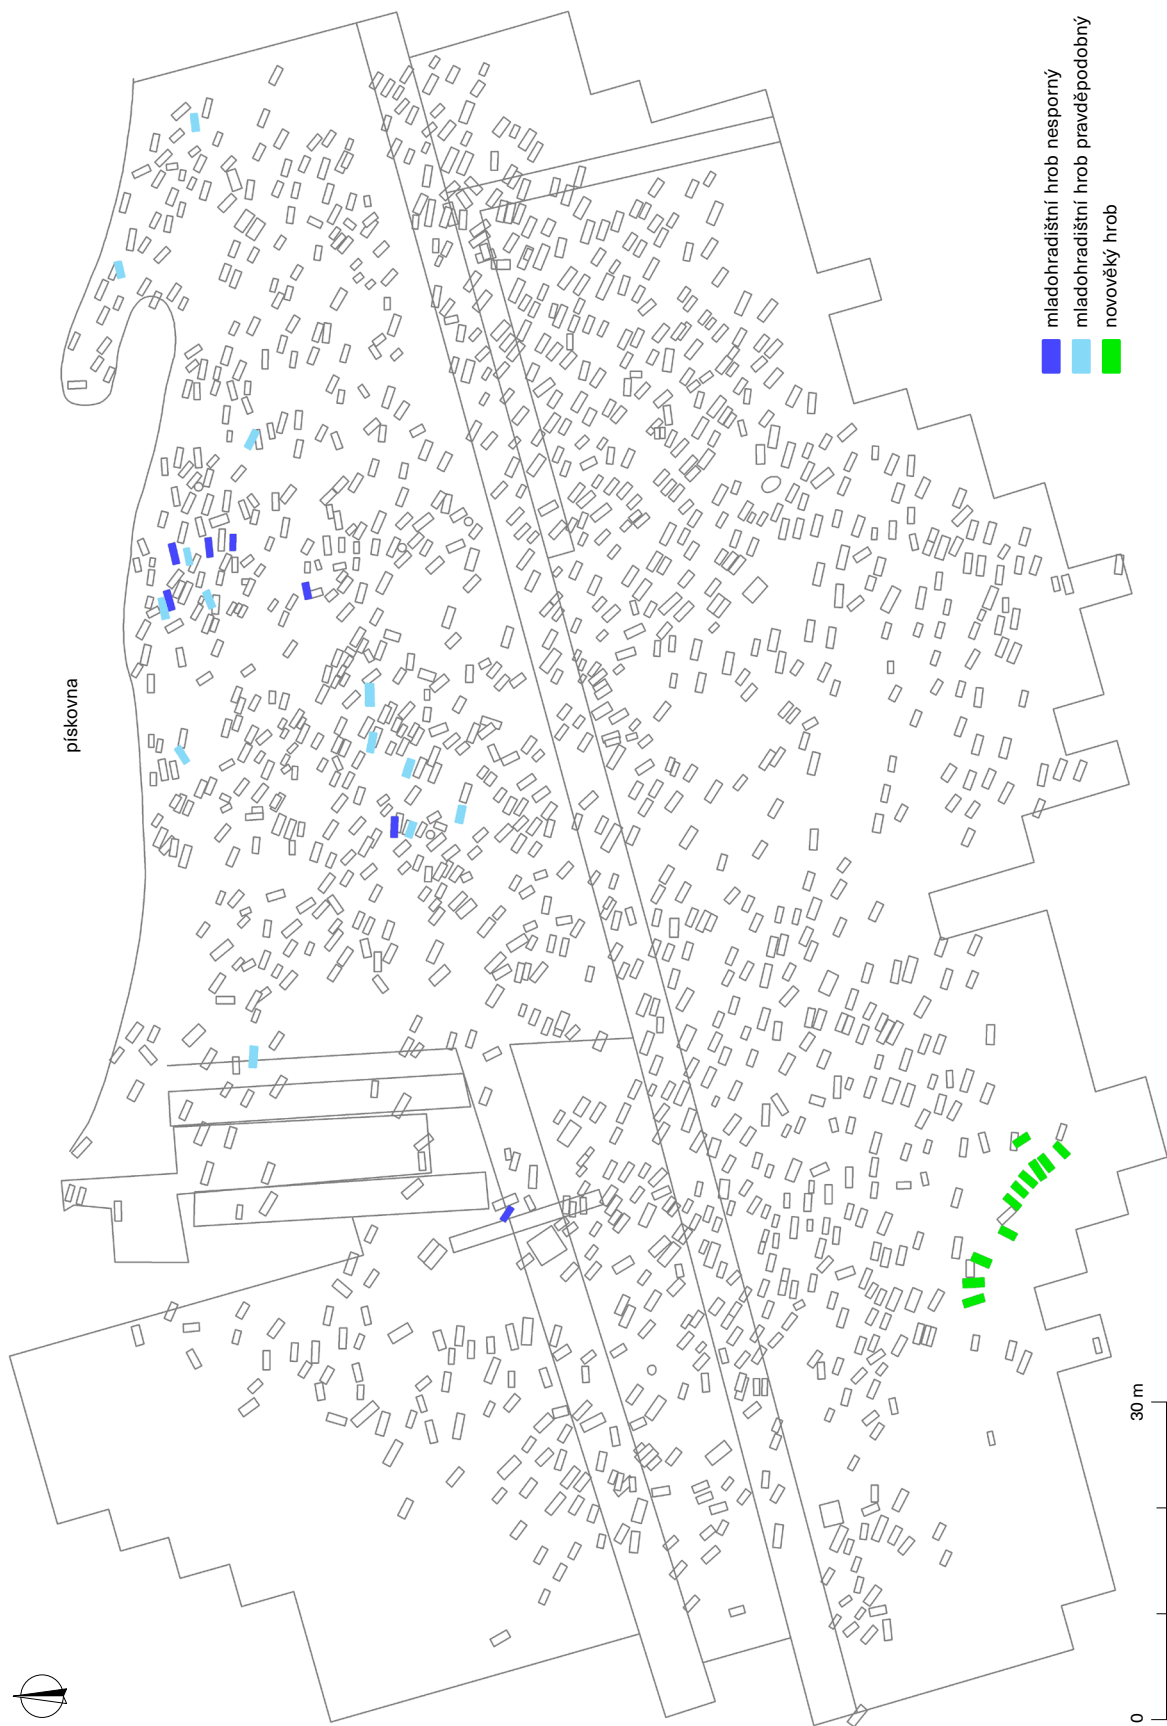 mladohradištní hrob nesporný
mladohradištní hrob pravděpodobný
novověký hrob
pískovna
0
30 m